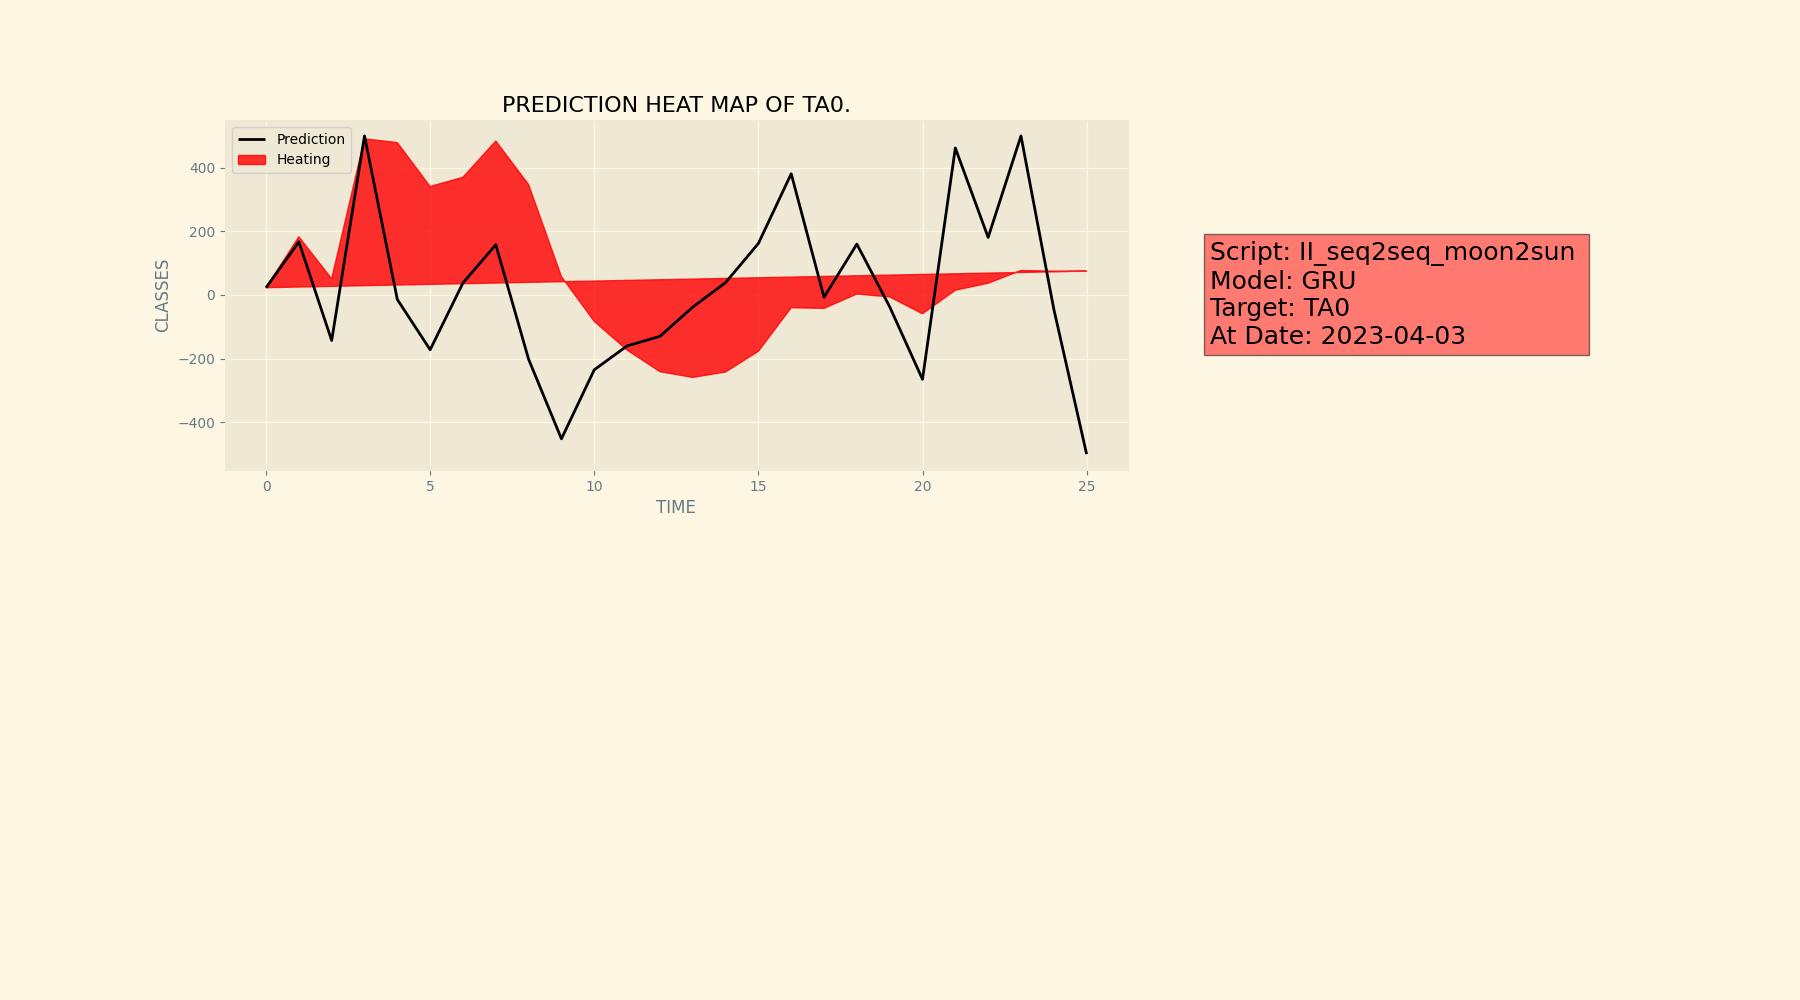 PREDICTION HEAT MAP OF TA0.
Prediction
Heating
400
200
0
−200
−400
CLASSES
0 5 10 15 20 25
TIME
Script: II_seq2seq_moon2sun
Model: GRU
Target: TA0
At Date: 2023-04-03